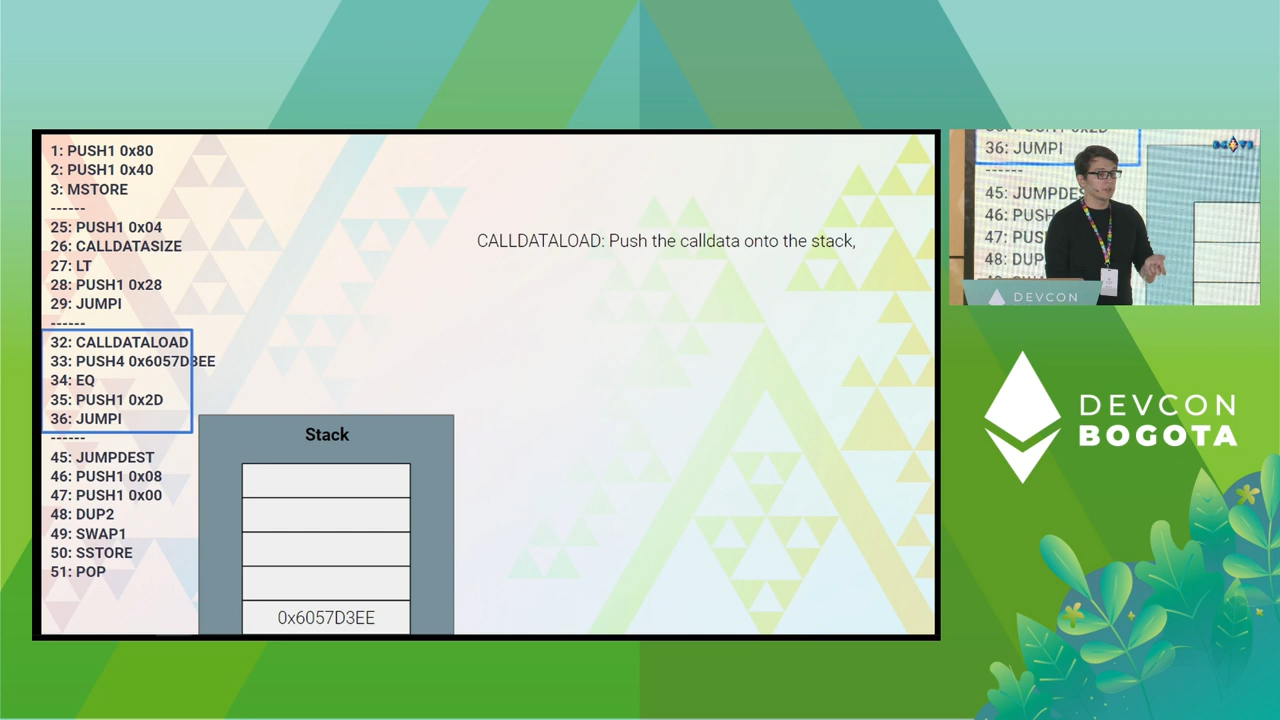 1: PUSH1 0x80
2: PUSH1 0x40
3: MSTORE
------
25: PUSH1 0x04
26: CALLDATASIZE
27: LT
28: PUSH1 0x28
29: JUMPI
------
32: CALLDATALOAD
33: PUSH4 0x6057D3EE
34: EQ
35: PUSH1 0x2D
36: JUMPI
------
45: JUMPDEST
46: PUSH1 0x08
47: PUSH1 0x00
48: DUP2
49: SWAP1
50: SSTORE
51: POP
Stack
0x6057D3EE
CALLDATALOAD: Push the calldata onto the stack,
36: JUMPI
------
45: JUMPDES
46: PUSH
47: PUS
48: DUP
DEVCON
DEVCON
BOGOTA